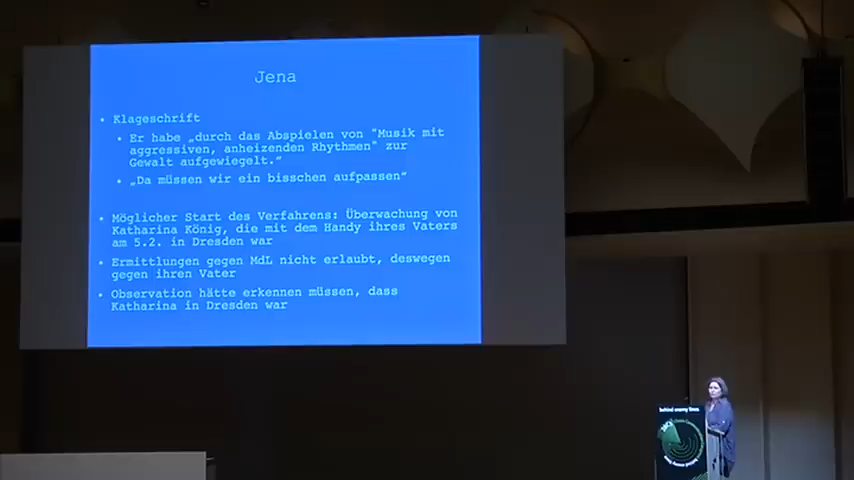 Jena
• Klageschrift
• Er habe „durch das Abspielen von "Musik mit
aggressiven, anheizenden Rhythmen" zur
Gewalt aufgewiegelt.“
• „Da müssen wir ein bisschen aufpassen“
• Möglicher Start des Verfahrens: Überwachung von
Katharina König, die mit dem Handy ihres Vaters
am 5.2. in Dresden war
• Ermittlungen gegen MdL nicht erlaubt, deswegen
gegen ihren Vater
• Observation hätte erkennen müssen, dass
Katharina in Dresden war
behind enemy lines